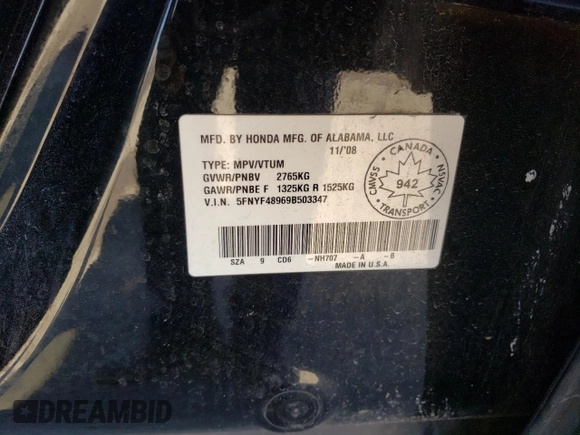 MFD. BY HONDA MFG. OF ALABAMA, LLC
11/'08
TYPE: MPV/VTUM
GVWR/PNBV 2765KG
GAWR/PNBE F 1325KG R 1525KG
V.I.N. 5FNYF48969B503347
CANADA
CMVSS
942
NSVAC
TRANSPORT
SZA 9 CD6 -NH707 -A -B
MADE IN U.S.A.
DREAMBID